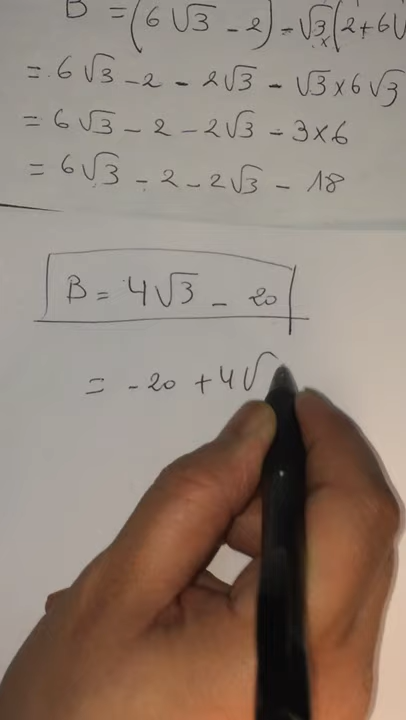 B = (6√3 - 2) - √3 × (2 + 6√
= 6√3 - 2 - 2√3 - √3 × 6√3
= 6√3 - 2 - 2√3 - 3 × 6
= 6√3 - 2 - 2√3 - 18
B = 4√3 - 20
= - 20 + 4√